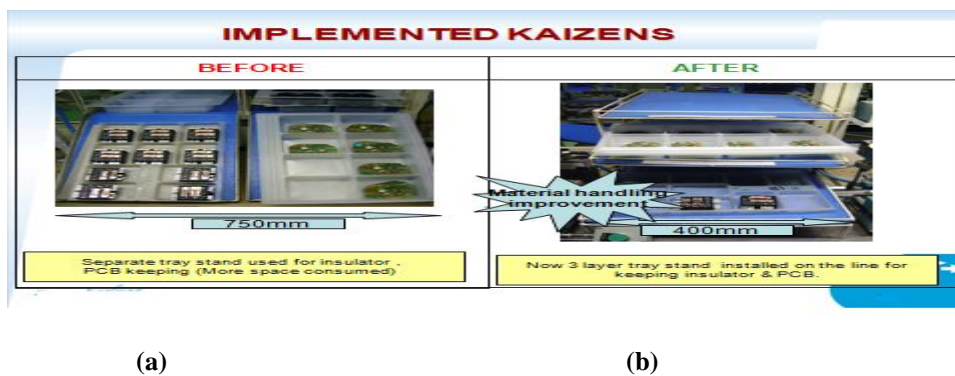 IMPLEMENTED KAIZENS
BEFORE
AFTER
750mm
Separate tray stand used for insulator ,
PCB keeping (More space consumed)
Material handling
improvement
400mm
Now 3 layer tray stand installed on the line for
keeping insulator & PCB.
(a)
(b)